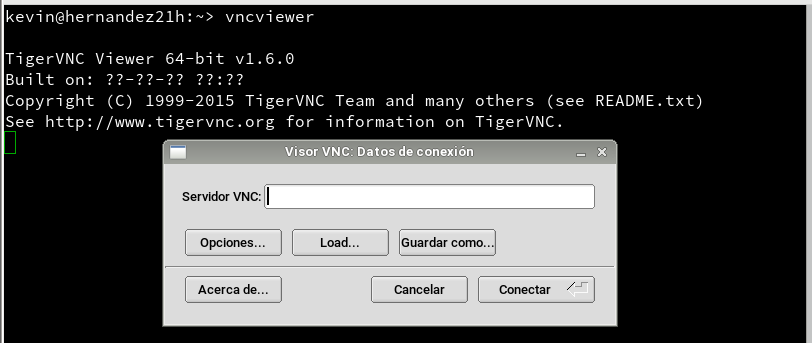 kevin@hernandez21h:~> vncviewer
TigerVNC Viewer 64-bit v1.6.0
Built on: ??-??-?? ??:??
Copyright (C) 1999-2015 TigerVNC Team and many others (see README.txt)
See http://www.tigervnc.org for information on TigerVNC.
Visor VNC: Datos de conexión
Servidor VNC:
Opciones... Load... Guardar como...
Acerca de... Cancelar Conectar